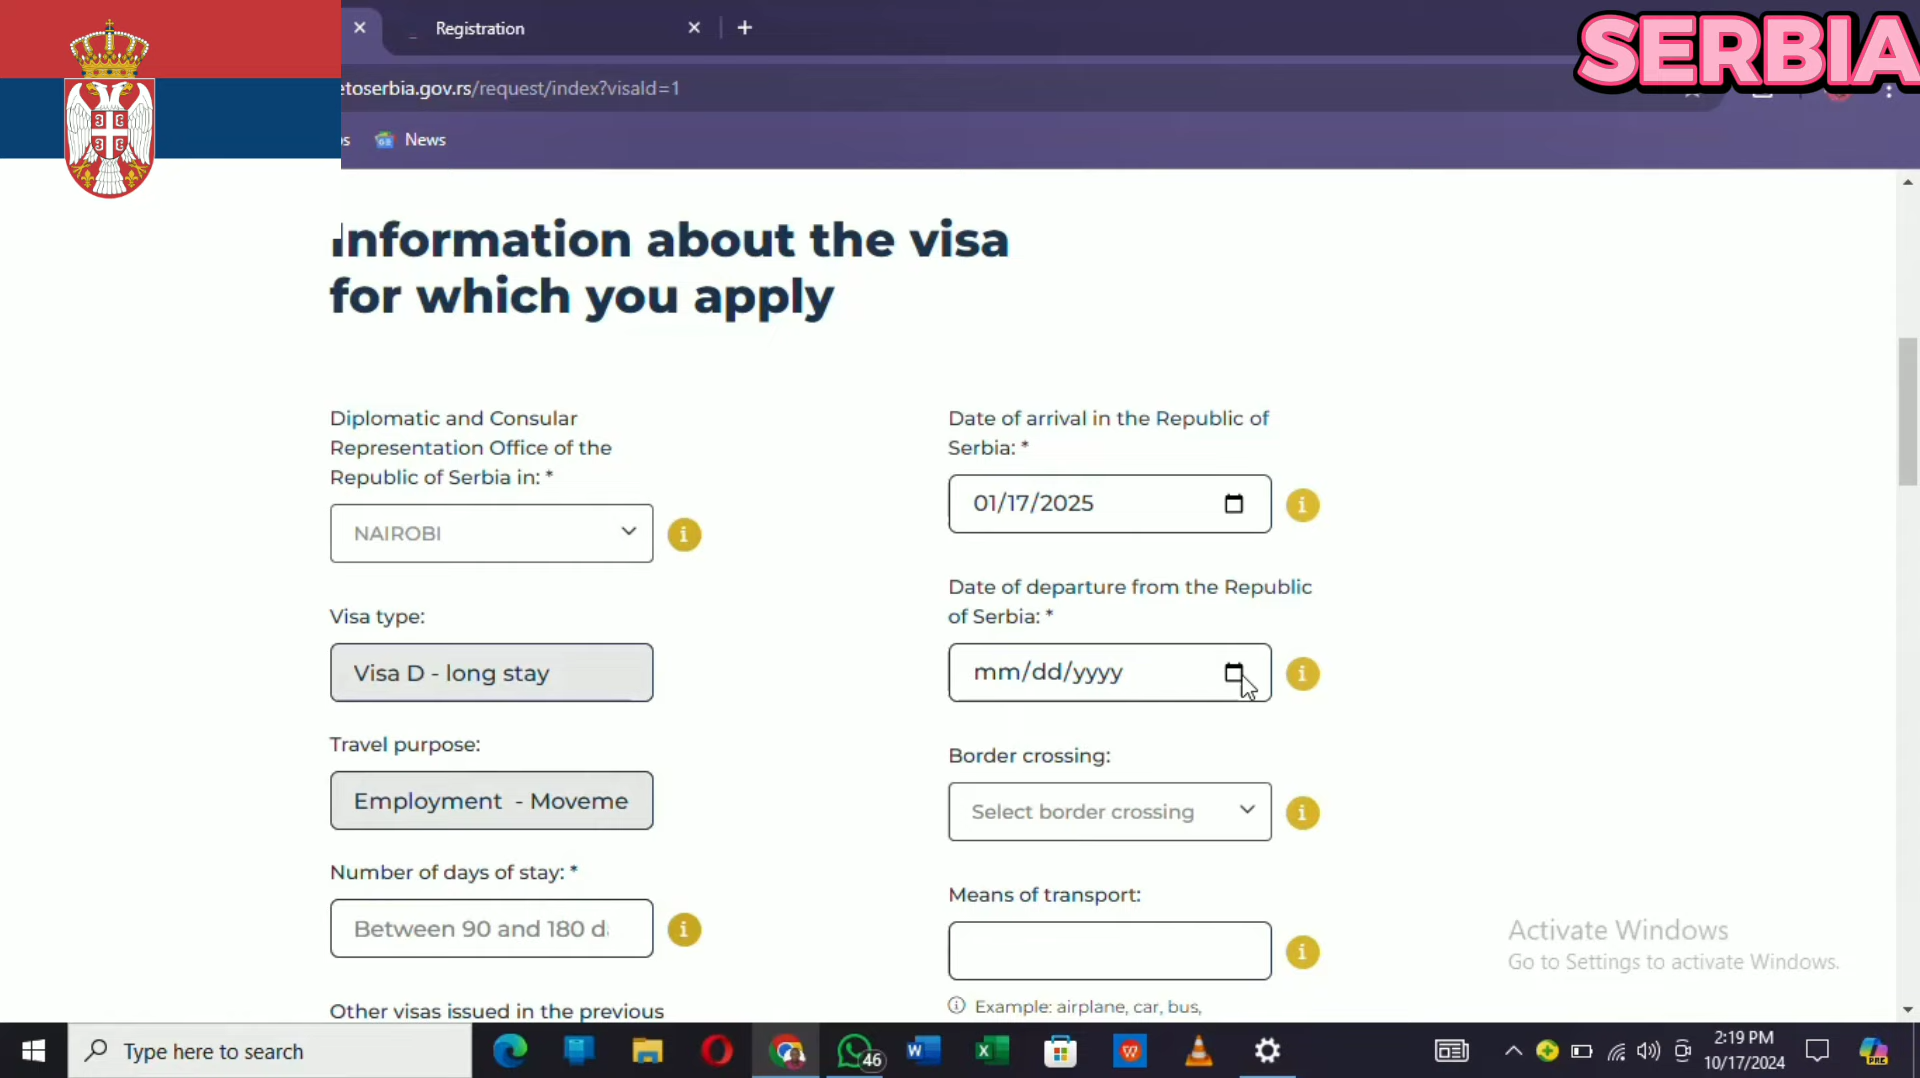 Registration
SERBIA
etoserbia.gov.rs/request/index?visaId=1
News
Information about the visa
for which you apply
Diplomatic and Consular
Representation Office of the
Republic of Serbia in: *
NAIROBI
Visa type:
Visa D - long stay
Travel purpose:
Employment - Moveme
Number of days of stay: *
Between 90 and 180 d
Other visas issued in the previous
Date of arrival in the Republic of
Serbia: *
01/17/2025
Date of departure from the Republic
of Serbia: *
mm/dd/yyyy
Border crossing:
Select border crossing
Means of transport:
Example: airplane, car, bus,
Activate Windows
Go to Settings to activate Windows.
Type here to search
46
2:19 PM
10/17/2024